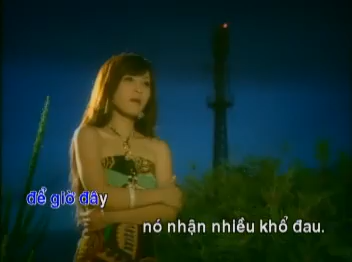 để giờ đây
nó nhận nhiều khổ đau.